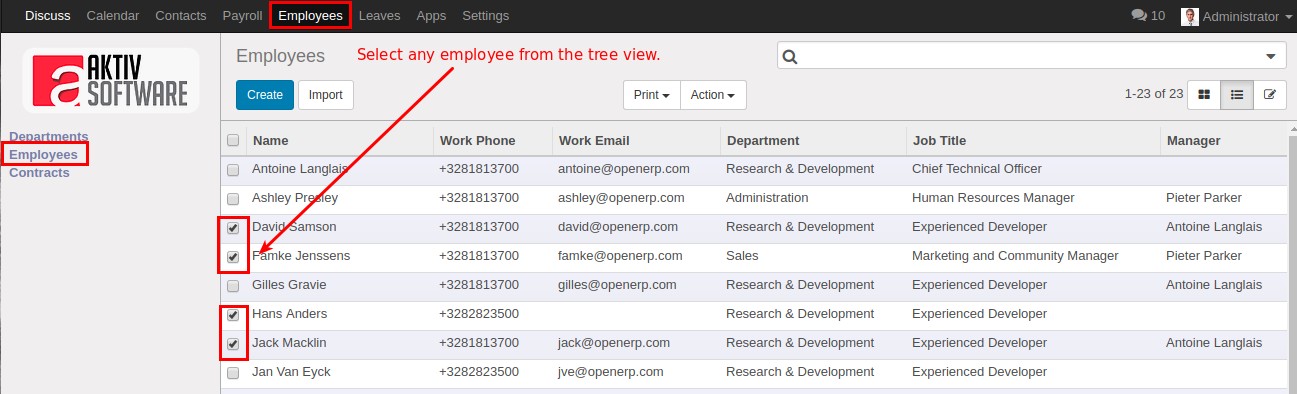 Discuss Calendar Contacts Payroll Employees Leaves Apps Settings 10 Administrator
AKTIV
SOFTWARE
Departments
Employees
Contracts
Employees Select any employee from the tree view.
Create Import Print Action 1-23 of 23
Name Work Phone Work Email Department Job Title Manager
Antoine Langlais +3281813700 antoine@openerp.com Research & Development Chief Technical Officer
Ashley Presley +3281813700 ashley@openerp.com Administration Human Resources Manager Pieter Parker
David Samson +3281813700 david@openerp.com Research & Development Experienced Developer Antoine Langlais
Famke Jenssens +3281813700 famke@openerp.com Sales Marketing and Community Manager Pieter Parker
Gilles Gravie +3281813700 gilles@openerp.com Research & Development Experienced Developer Antoine Langlais
Hans Anders +3282823500 Research & Development Experienced Developer
Jack Macklin +3281813700 jack@openerp.com Research & Development Experienced Developer Antoine Langlais
Jan Van Eyck +3282823500 jve@openerp.com Research & Development Experienced Developer